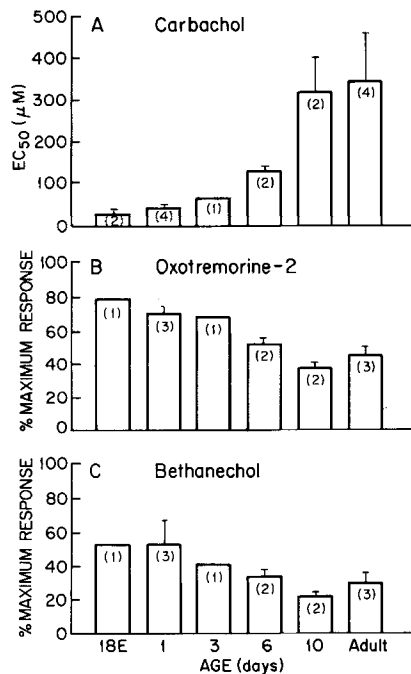 A Carbachol
EC50 (μM)
500
400
300
200
100
0
(2) (4) (1) (2) (2) (4)
B Oxotremorine-2
% MAXIMUM RESPONSE
100
80
60
40
20
0
(1) (3) (1) (2) (2) (3)
C Bethanechol
% MAXIMUM RESPONSE
100
80
60
40
20
0
(1) (3) (1) (2) (2) (3)
18E 1 3 6 10 Adult
AGE (days)